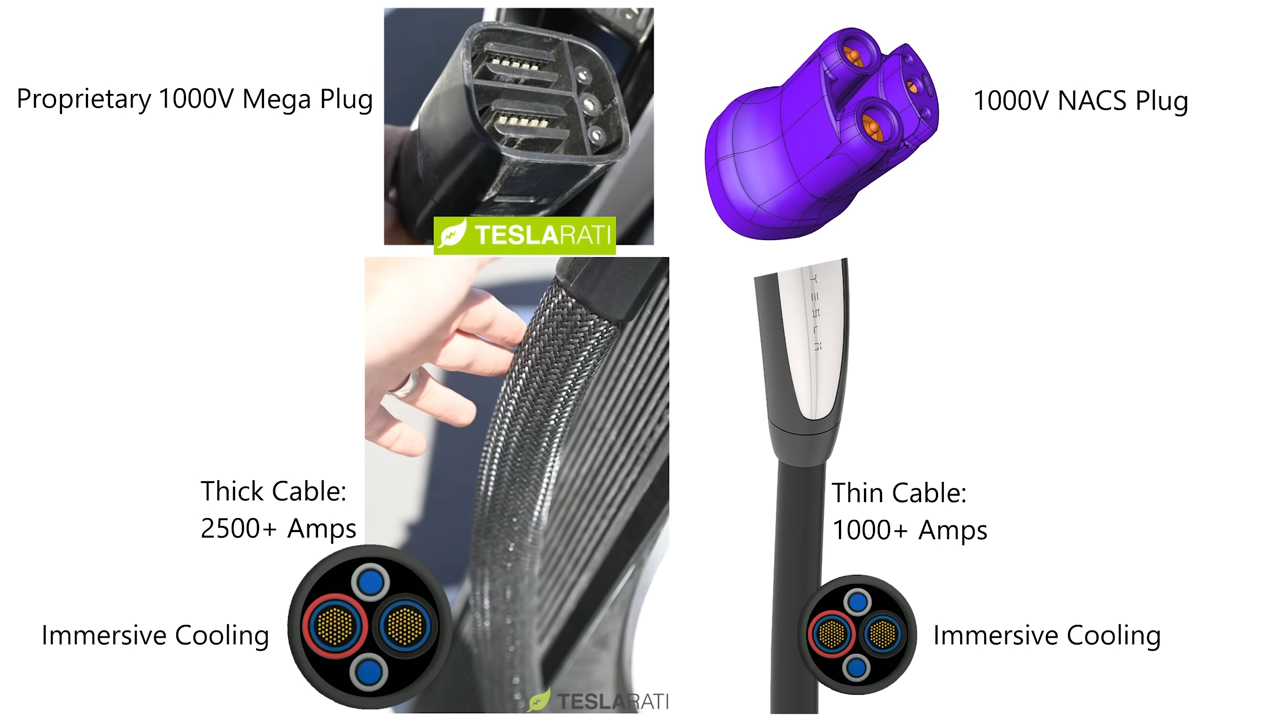 Proprietary 1000V Mega Plug
TESLARATI
1000V NACS Plug
TESLA
Thick Cable:
2500+ Amps
Immersive Cooling
TESLARATI
Thin Cable:
1000+ Amps
Immersive Cooling